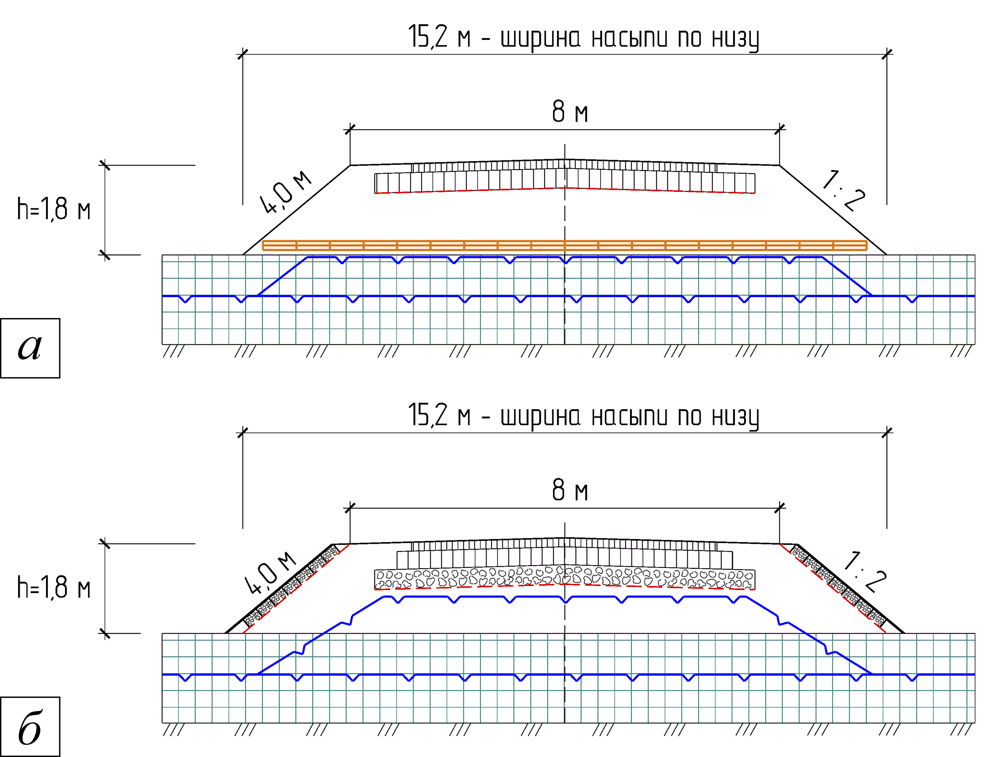 15,2 м - ширина насыпи по низу
8 м
4,0 м
1 : 2
h=1,8 м
а
15,2 м - ширина насыпи по низу
8 м
4,0 м
1 : 2
h=1,8 м
б